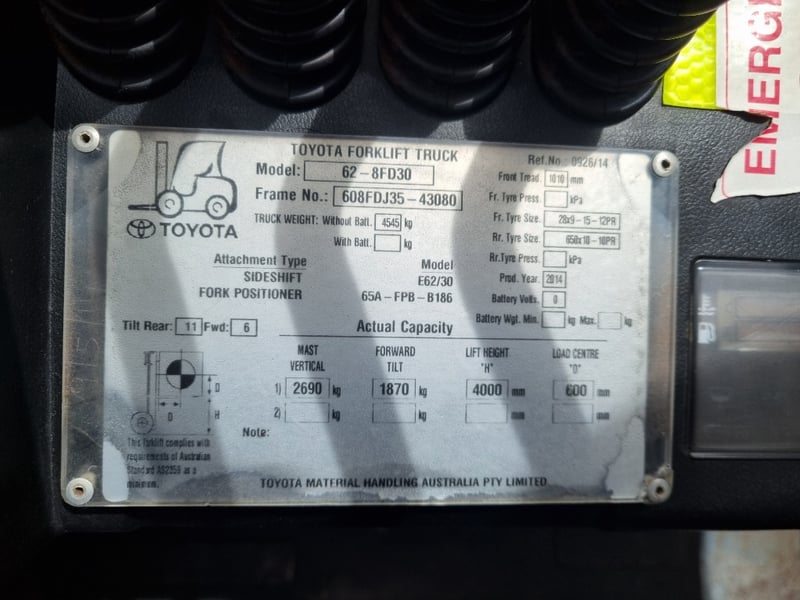 EMERGE
TOYOTA FORKLIFT TRUCK
Ref.No.: 0926/14
Model: 62-8FD30
Frame No.: 608FDJ35-43080
TRUCK WEIGHT: Without Batt. 4545 kg
With Batt. kg
TOYOTA
Front Tread. 1010 mm
Fr. Tyre Press. kPa
Fr. Tyre Size. 28x9-15-12PR
Rr. Tyre Size. 650x10-10PR
Rr.Tyre Press. kPa
Prod. Year. 2014
Battery Volts. 0
Battery Wgt. Min. kg Max. kg
Attachment Type Model
SIDESHIFT E62/30
FORK POSITIONER 65A-FPB-B186
Tilt Rear: 11 Fwd: 6
Actual Capacity
MAST VERTICAL
FORWARD TILT
LIFT HEIGHT "H"
LOAD CENTRE "D"
1) 2690 kg 1870 kg 4000 mm 600 mm
2) kg kg mm mm
D
D H
Note:
This forklift complies with
requirements of Australian
Standard AS2359 as a
minimum.
TOYOTA MATERIAL HANDLING AUSTRALIA PTY LIMITED